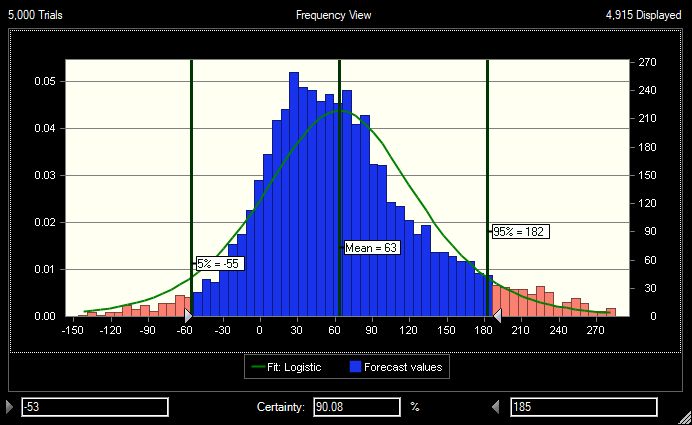 5,000 Trials Frequency View 4,915 Displayed
0.05
0.04
0.03
0.02
0.01
0.00
270
240
210
180
150
120
90
60
30
0
5% = -55
Mean = 63
95% = 182
-150 -120 -90 -60 -30 0 30 60 90 120 150 180 210 240 270
Fit: Logistic Forecast values
-53 Certainty: 90.08 % 185